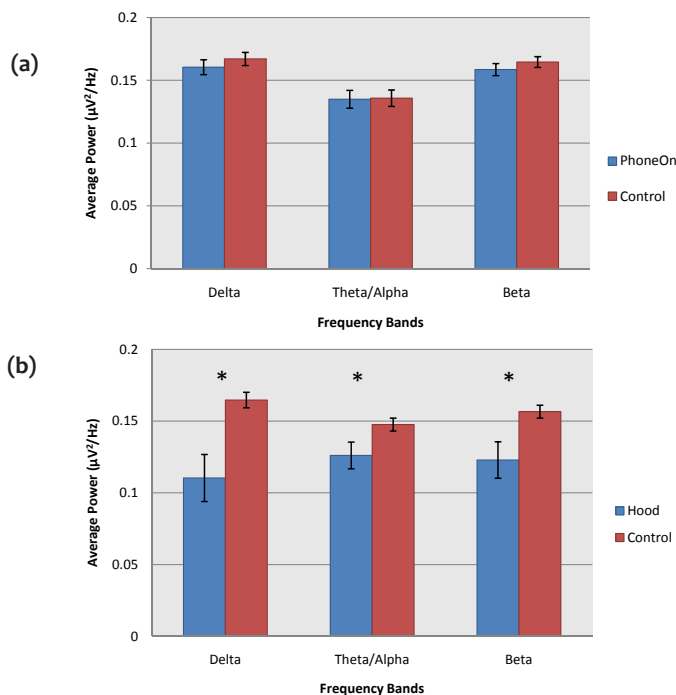 (a)
Average Power (µV²/Hz)
0.2
0.15
0.1
0.05
0
Delta
Theta/Alpha
Beta
Frequency Bands
PhoneOn
Control
(b)
Average Power (µV²/Hz)
0.2
0.15
0.1
0.05
0
*
*
*
Delta
Theta/Alpha
Beta
Frequency Bands
Hood
Control